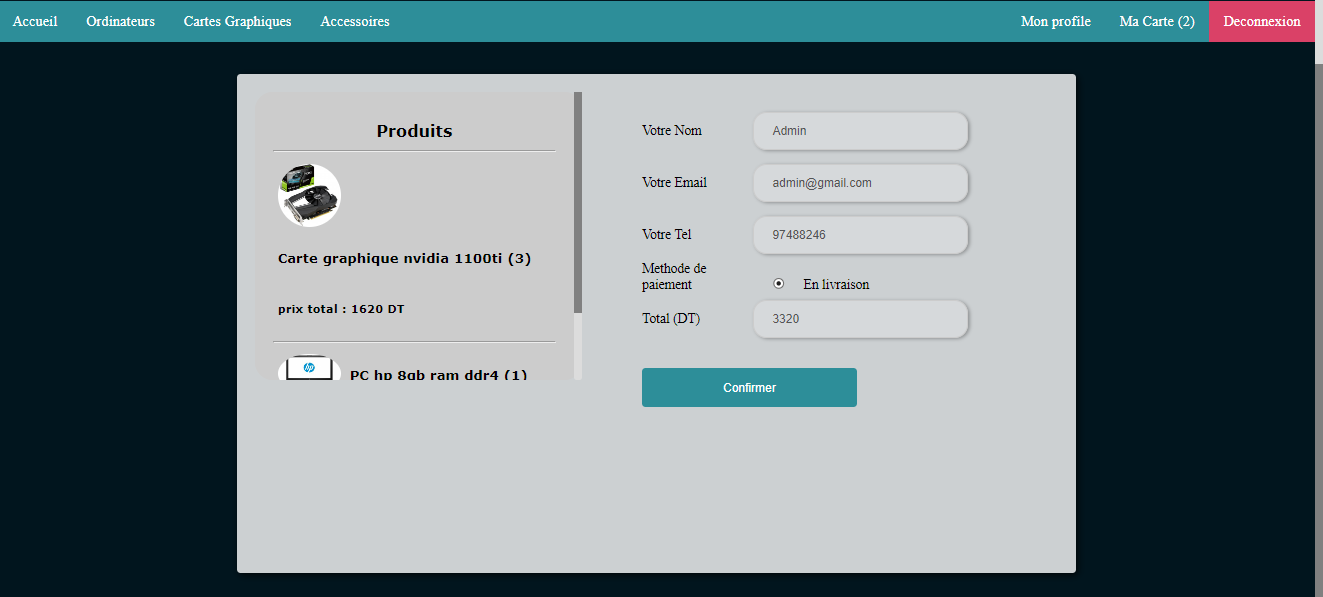 Accueil Ordinateurs Cartes Graphiques Accessoires Mon profile Ma Carte (2) Deconnexion
Produits
Carte graphique nvidia 1100ti (3)
prix total : 1620 DT
hp
PC hp 8gb ram ddr4 (1)
Votre Nom Admin
Votre Email admin@gmail.com
Votre Tel 97488246
Methode de
paiement
En livraison
Total (DT) 3320
Confirmer